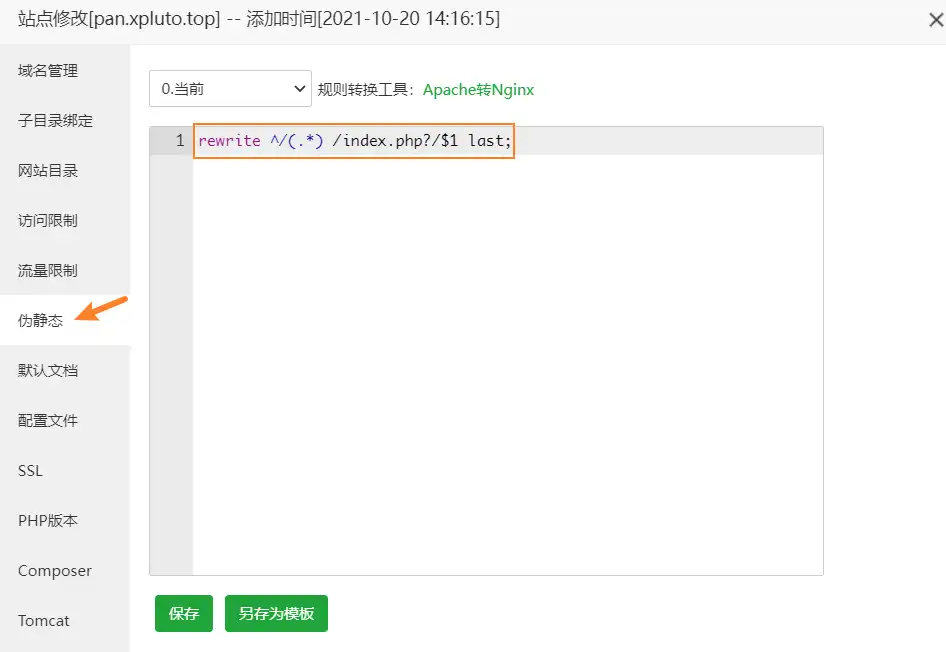 站点修改[pan.xpluto.top] -- 添加时间[2021-10-20 14:16:15]
域名管理
子目录绑定
网站目录
访问限制
流量限制
伪静态
默认文档
配置文件
SSL
PHP版本
Composer
Tomcat
0.当前 规则转换工具: Apache转Nginx
1 rewrite ^/(.*) /index.php?/$1 last;
保存 另存为模板